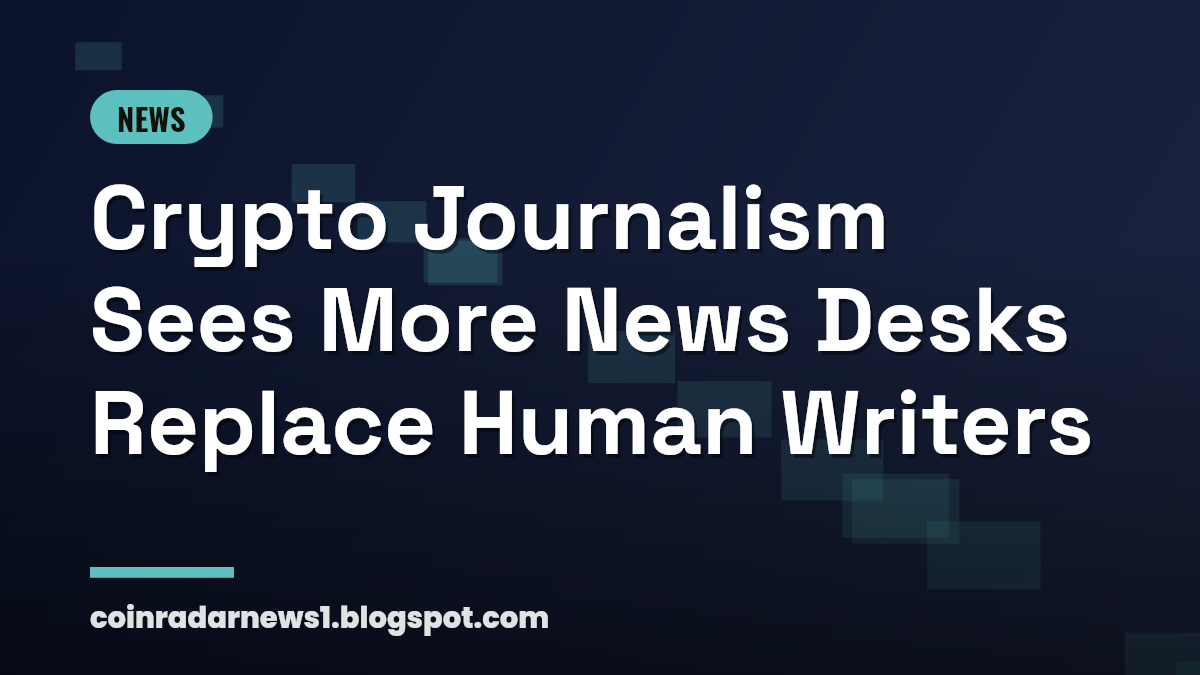 NEWS
Crypto Journalism
Sees More News Desks
Replace Human Writers
coinradarnews1.blogspot.com